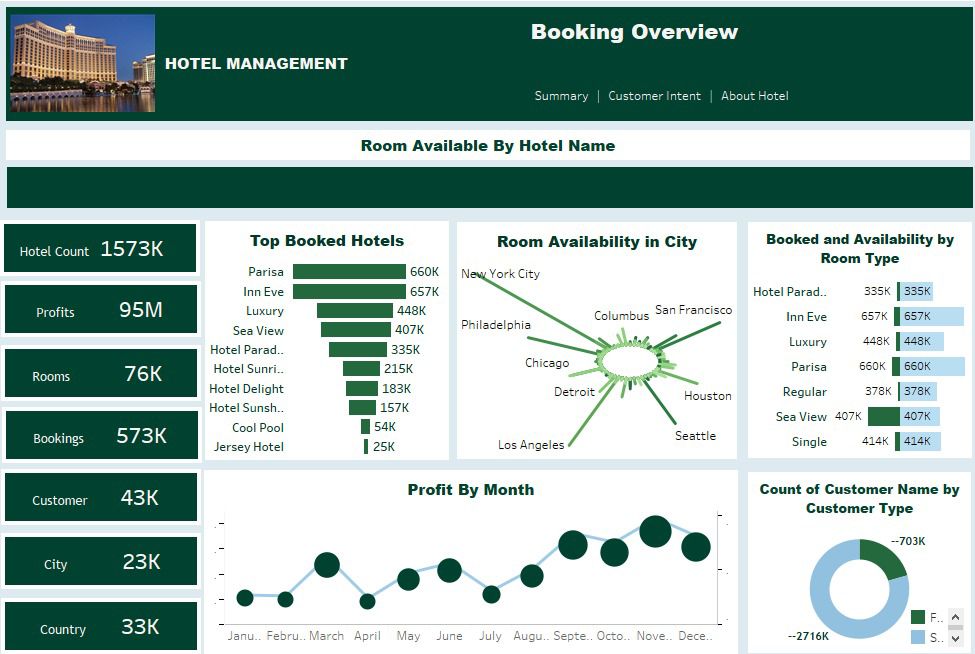 Booking Overview
HOTEL MANAGEMENT
Summary | Customer Intent | About Hotel
Room Available By Hotel Name
Hotel Count 1573K
Profits 95M
Rooms 76K
Bookings 573K
Customer 43K
City 23K
Country 33K
Top Booked Hotels
Parisa 660K
Inn Eve 657K
Luxury 448K
Sea View 407K
Hotel Parad.. 335K
Hotel Sunri.. 215K
Hotel Delight 183K
Hotel Sunsh.. 157K
Cool Pool 54K
Jersey Hotel 25K
Room Availability in City
New York City
Columbus
San Francisco
Philadelphia
Chicago
Detroit
Houston
Seattle
Los Angeles
Booked and Availability by
Room Type
Hotel Parad.. 335K 335K
Inn Eve 657K 657K
Luxury 448K 448K
Parisa 660K 660K
Regular 378K 378K
Sea View 407K 407K
Single 414K 414K
Profit By Month
Janu.. Febru.. March April May June July Augu.. Septe.. Octo.. Nove.. Dece..
Count of Customer Name by
Customer Type
--703K
--2716K
F..
S..